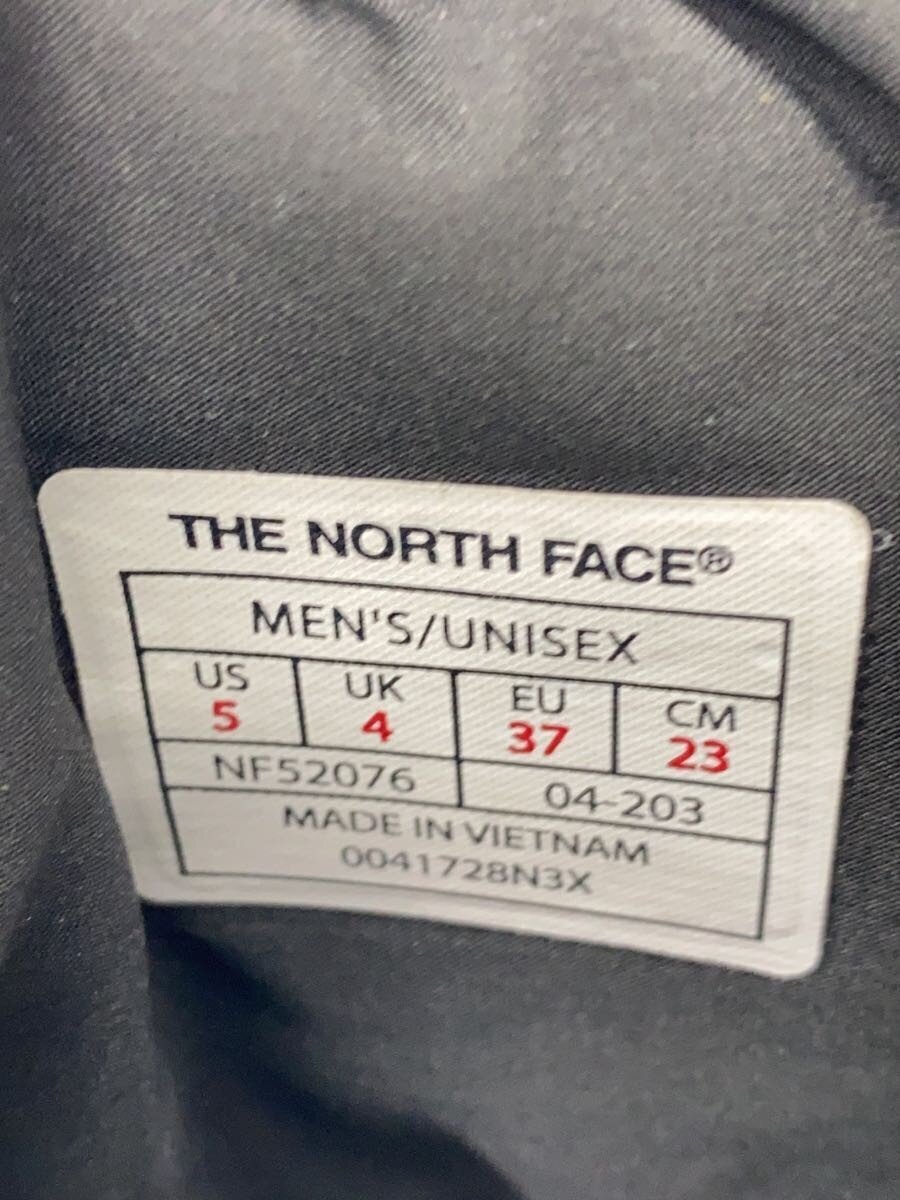 THE NORTH FACE®
MEN'S/UNISEX
US UK EU CM
5 4 37 23
NF52076 04-203
MADE IN VIETNAM
0041728N3X